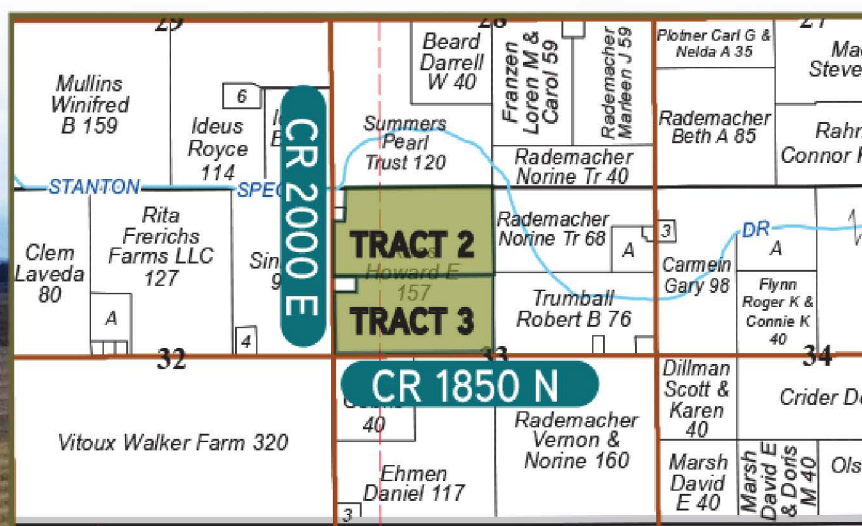 29
28
27
Mullins
Winifred
B 159
6
Ideus
Royce
114
Summers
Pearl
Trust 120
Beard
Darrell
W 40
Franzen
Loren M &
Carol 59
Rademacher
Marleen J 59
Rademacher
Norine Tr 40
Plotner Carl G &
Nelda A 35
Rademacher
Beth A 85
Steve
Connor
STANTON
SPEC
CR 2000 E
Clem
Laveda
80
Rita
Frerichs
Farms LLC
127
A
4
TRACT 2
Howard E
157
TRACT 3
Rademacher
Norine Tr 68
A
3
Trumball
Robert B 76
Carmein
Gary 98
DR
A
Flynn
Roger K &
Connie K
40
32
33
34
CR 1850 N
Vitoux Walker Farm 320
40
Ehmen
Daniel 117
3
Rademacher
Vernon &
Norine 160
Dillman
Scott &
Karen
40
Crider
Marsh
David
E 40
Marsh
David E
& Doris
M 40
Ols